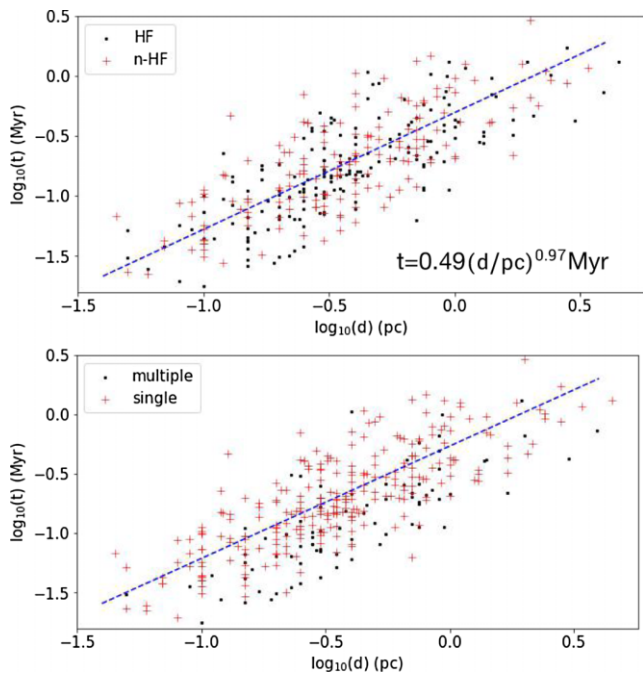 0.5
HF
n-HF
0.0
log₁₀(t) (Myr)
−0.5
−1.0
−1.5
t=0.49(d/pc)^0.97Myr
−1.5 −1.0 −0.5 0.0 0.5
log₁₀(d) (pc)
0.5
multiple
single
0.0
log₁₀(t) (Myr)
−0.5
−1.0
−1.5
−1.5 −1.0 −0.5 0.0 0.5
log₁₀(d) (pc)